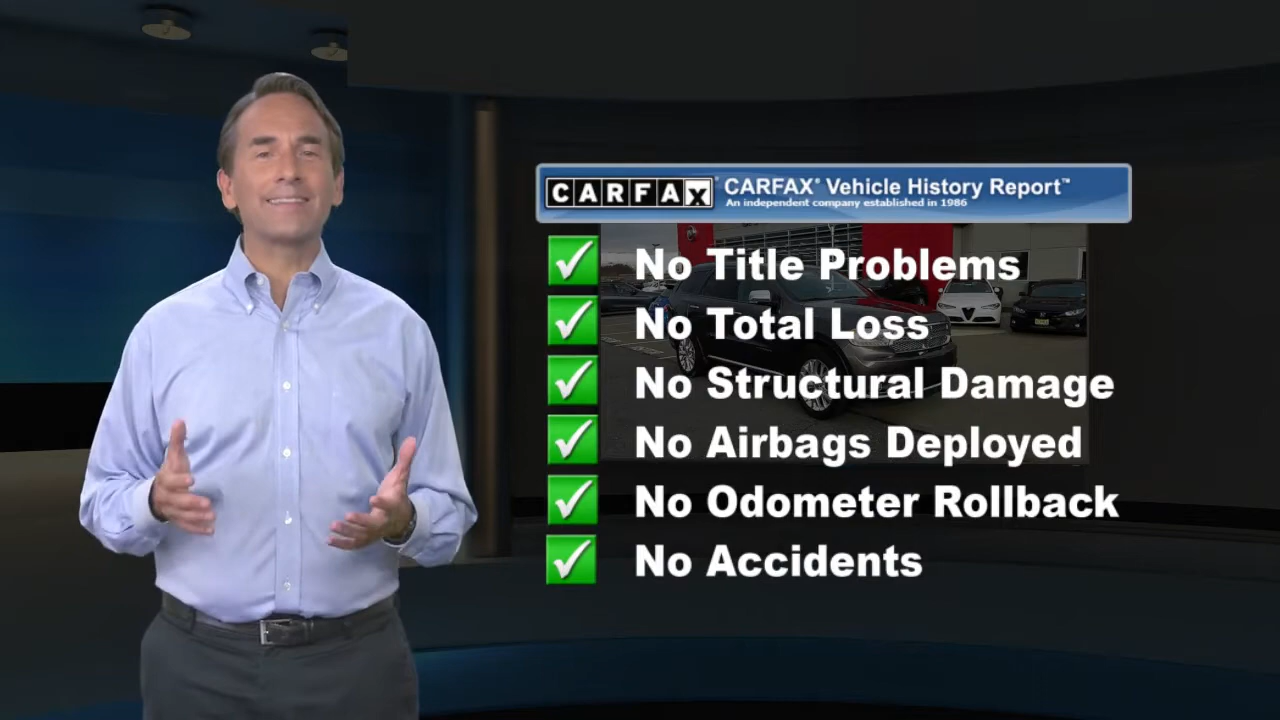 CARFAX
CARFAX® Vehicle History Report™
An independent company established in 1986
No Title Problems
No Total Loss
No Structural Damage
No Airbags Deployed
No Odometer Rollback
No Accidents